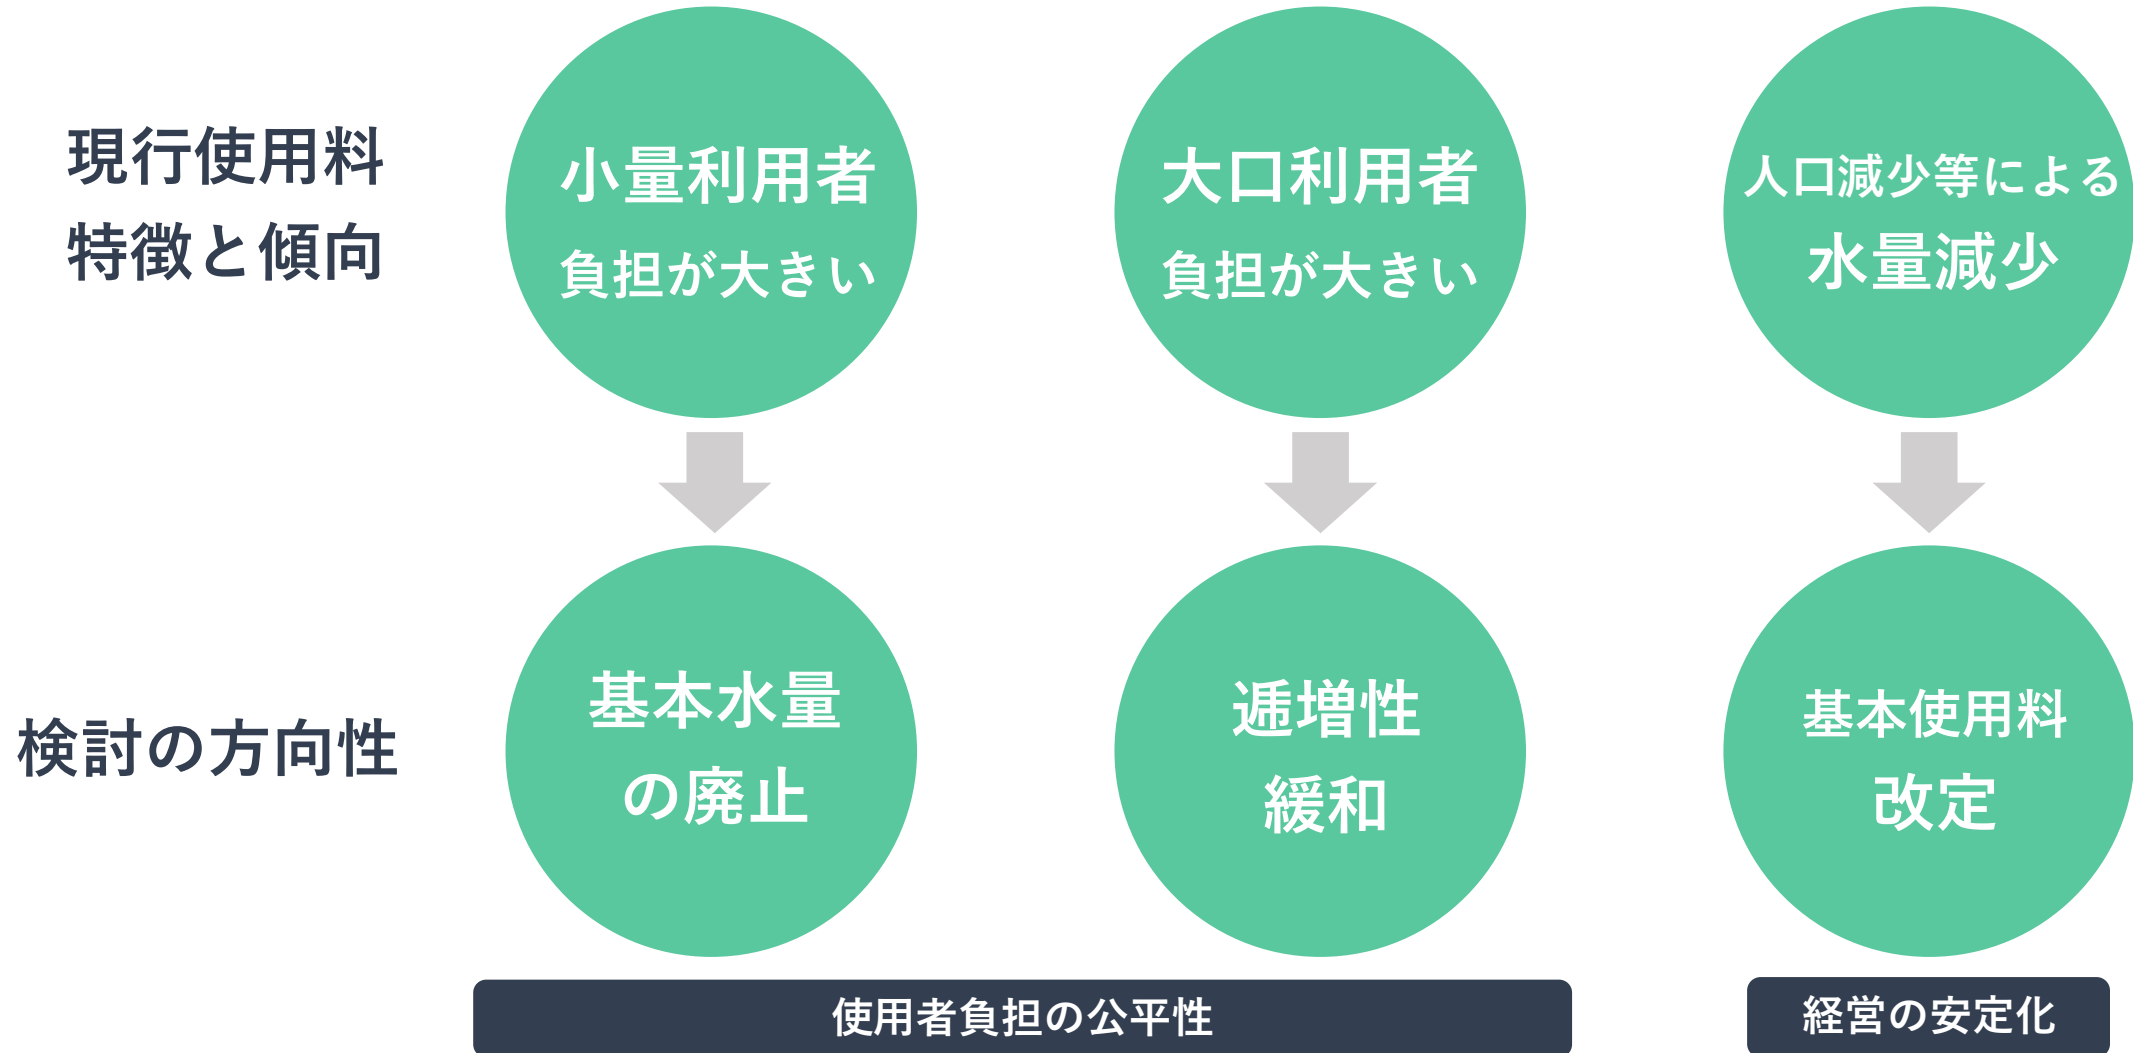 現行使用料
特徴と傾向
小量利用者
負担が大きい
大口利用者
負担が大きい
人口減少等による
水量減少
検討の方向性
基本水量
の廃止
逓増性
緩和
基本使用料
改定
使用者負担の公平性
経営の安定化